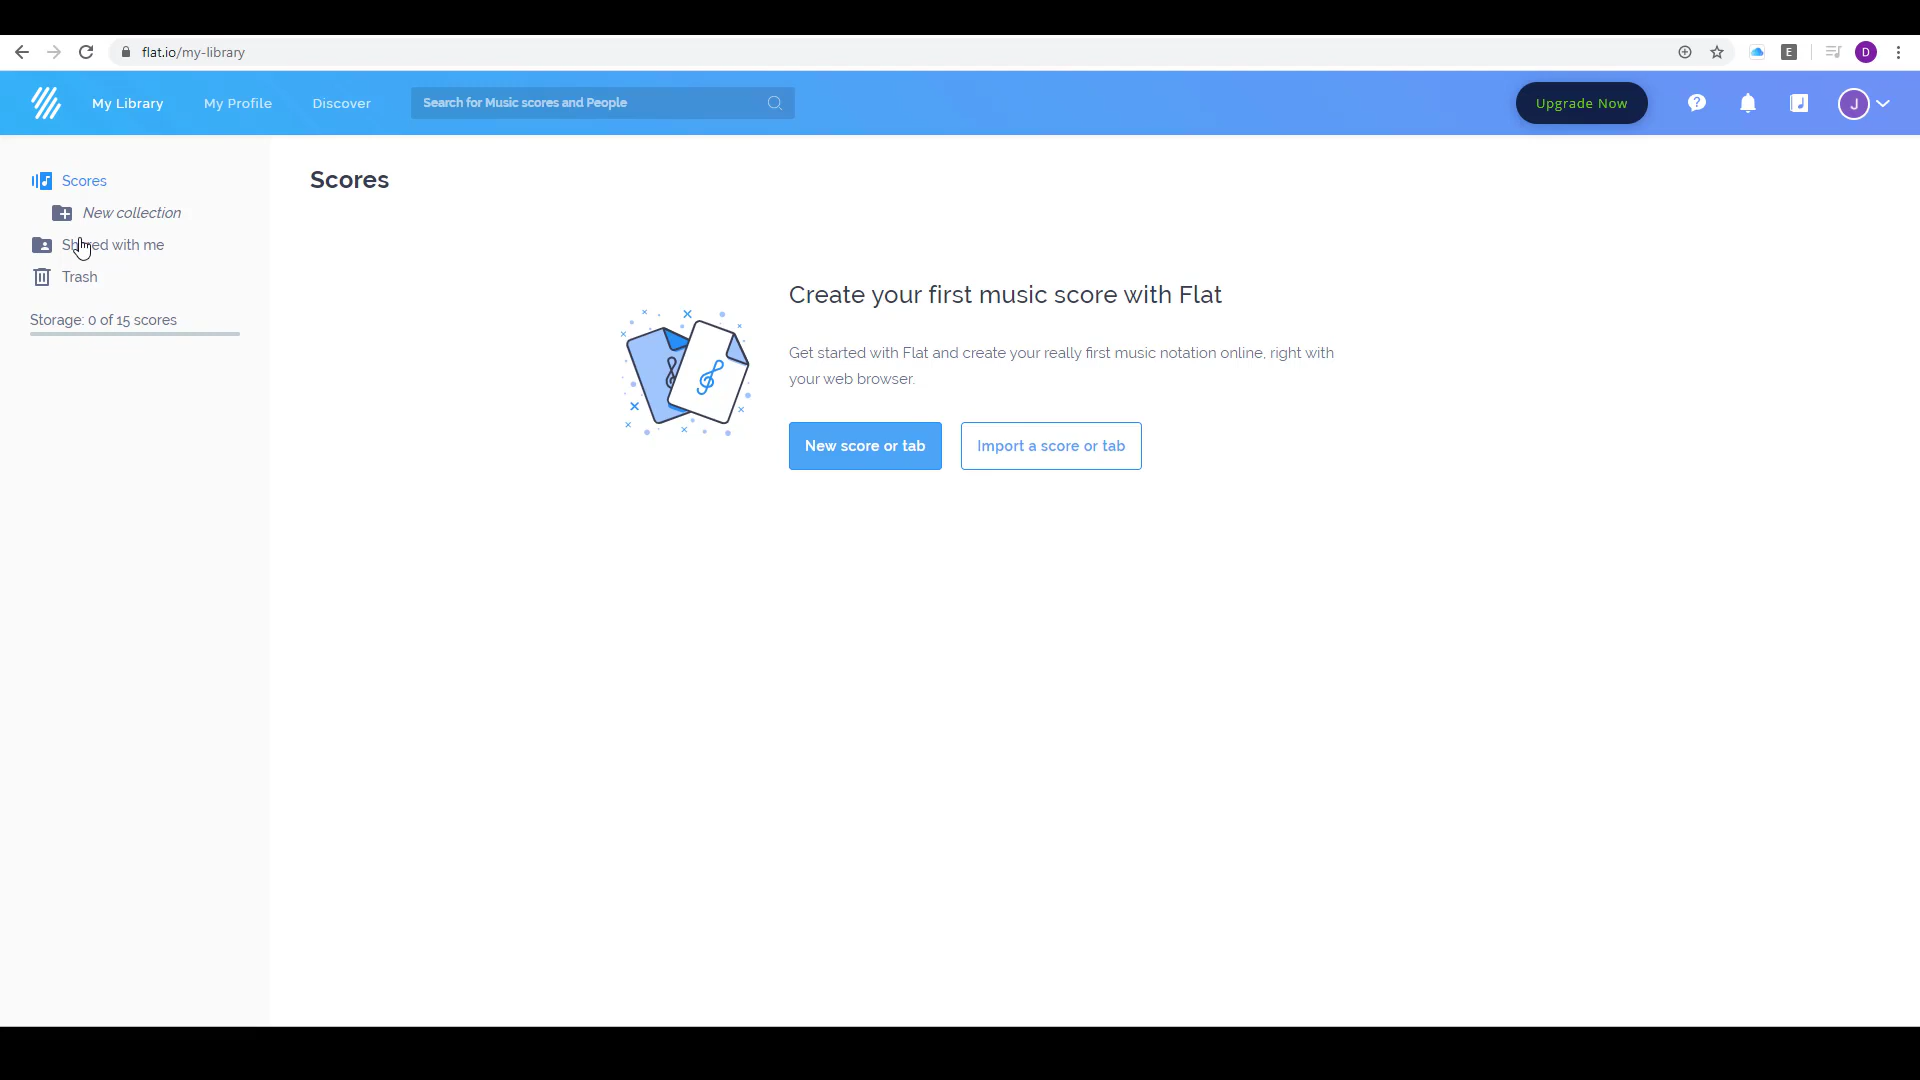 flat.io/my-library
E
D
My Library
My Profile
Discover
Search for Music scores and People
Upgrade Now
?
J
Scores
New collection
Shared with me
Trash
Storage: 0 of 15 scores
Scores
Create your first music score with Flat
Get started with Flat and create your really first music notation online, right with
your web browser.
New score or tab
Import a score or tab